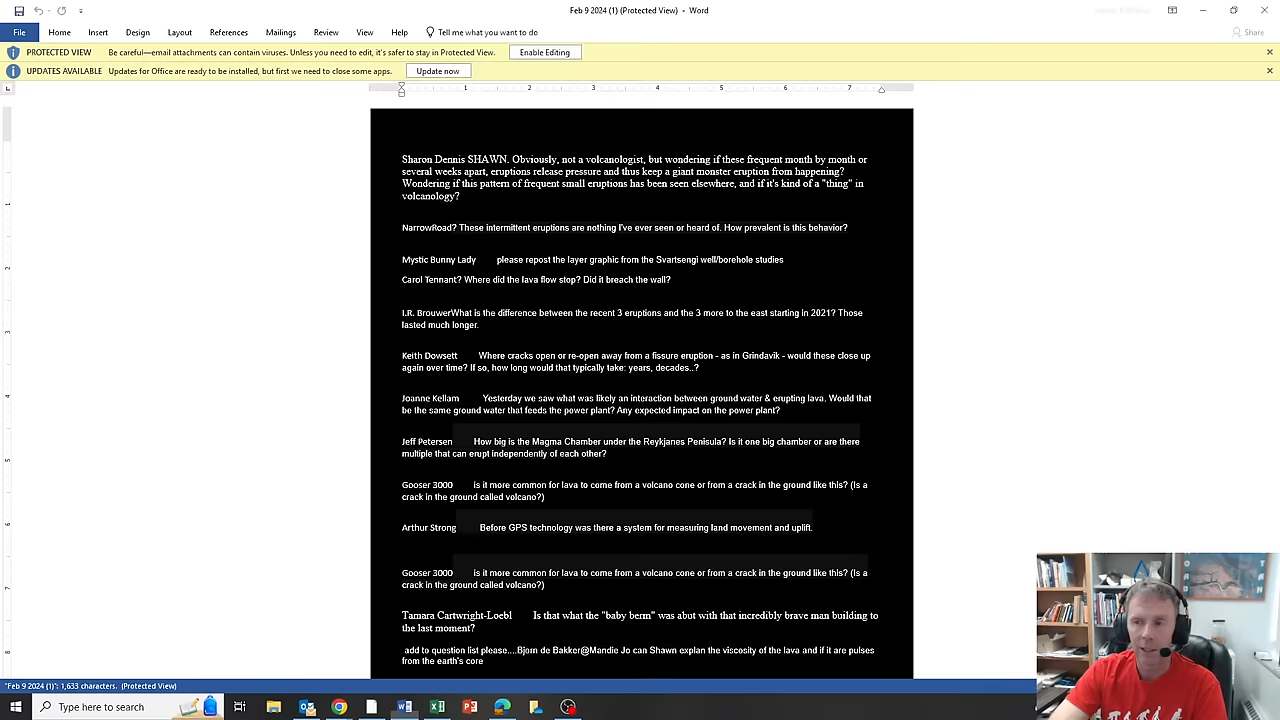 Feb 9 2024 (1) (Protected View) • Word
File Home Insert Design Layout References Mailings Review View Help Tell me what you want to do Share
PROTECTED VIEW Be careful—email attachments can contain viruses. Unless you need to edit, it's safer to stay in Protected View. Enable Editing
UPDATES AVAILABLE Updates for Office are ready to be installed, but first we need to close some apps. Update now
1 2 3 4 5 6 7
Sharon Dennis SHAWN. Obviously, not a volcanologist, but wondering if these frequent month by month or
several weeks apart, eruptions release pressure and thus keep a giant monster eruption from happening?
Wondering if this pattern of frequent small eruptions has been seen elsewhere, and if it's kind of a "thing" in
volcanology?
NarrowRoad? These intermittent eruptions are nothing I've ever seen or heard of. How prevalent is this behavior?
Mystic Bunny Lady please repost the layer graphic from the Svartsengi well/borehole studies
Carol Tennant? Where did the lava flow stop? Did it breach the wall?
I.R. BrouwerWhat is the difference between the recent 3 eruptions and the 3 more to the east starting in 2021? Those
lasted much longer.
Keith Dowsett Where cracks open or re-open away from a fissure eruption - as in Grindavik - would these close up
again over time? If so, how long would that typically take: years, decades..?
Joanne Kellam Yesterday we saw what was likely an interaction between ground water & erupting lava. Would that
be the same ground water that feeds the power plant? Any expected impact on the power plant?
Jeff Petersen How big is the Magma Chamber under the Reykjanes Penisula? Is it one big chamber or are there
multiple that can erupt independently of each other?
Gooser 3000 is it more common for lava to come from a volcano cone or from a crack in the ground like this? (Is a
crack in the ground called volcano?)
Arthur Strong Before GPS technology was there a system for measuring land movement and uplift.
Gooser 3000 is it more common for lava to come from a volcano cone or from a crack in the ground like this? (Is a
crack in the ground called volcano?)
Tamara Cartwright-Loebl Is that what the "baby berm" was abut with that incredibly brave man building to
the last moment?
add to question list please....Bjorn de Bakker@Mandie Jo can Shawn explan the viscosity of the lava and if it are pulses
from the earth's core
"Feb 9 2024 (1)": 1,633 characters. (Protected View)
Type here to search